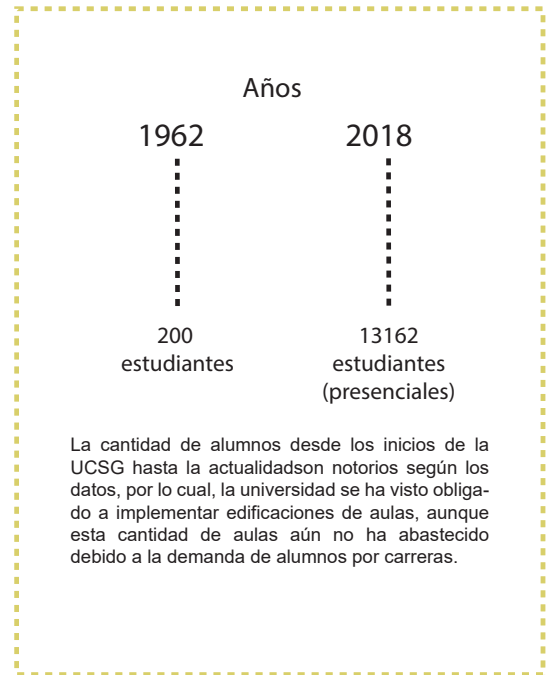 Años
1962 2018
200 13162
estudiantes estudiantes
(presenciales)
La cantidad de alumnos desde los inicios de la
UCSG hasta la actualidadson notorios según los
datos, por lo cual, la universidad se ha visto obliga-
do a implementar edificaciones de aulas, aunque
esta cantidad de aulas aún no ha abastecido
debido a la demanda de alumnos por carreras.